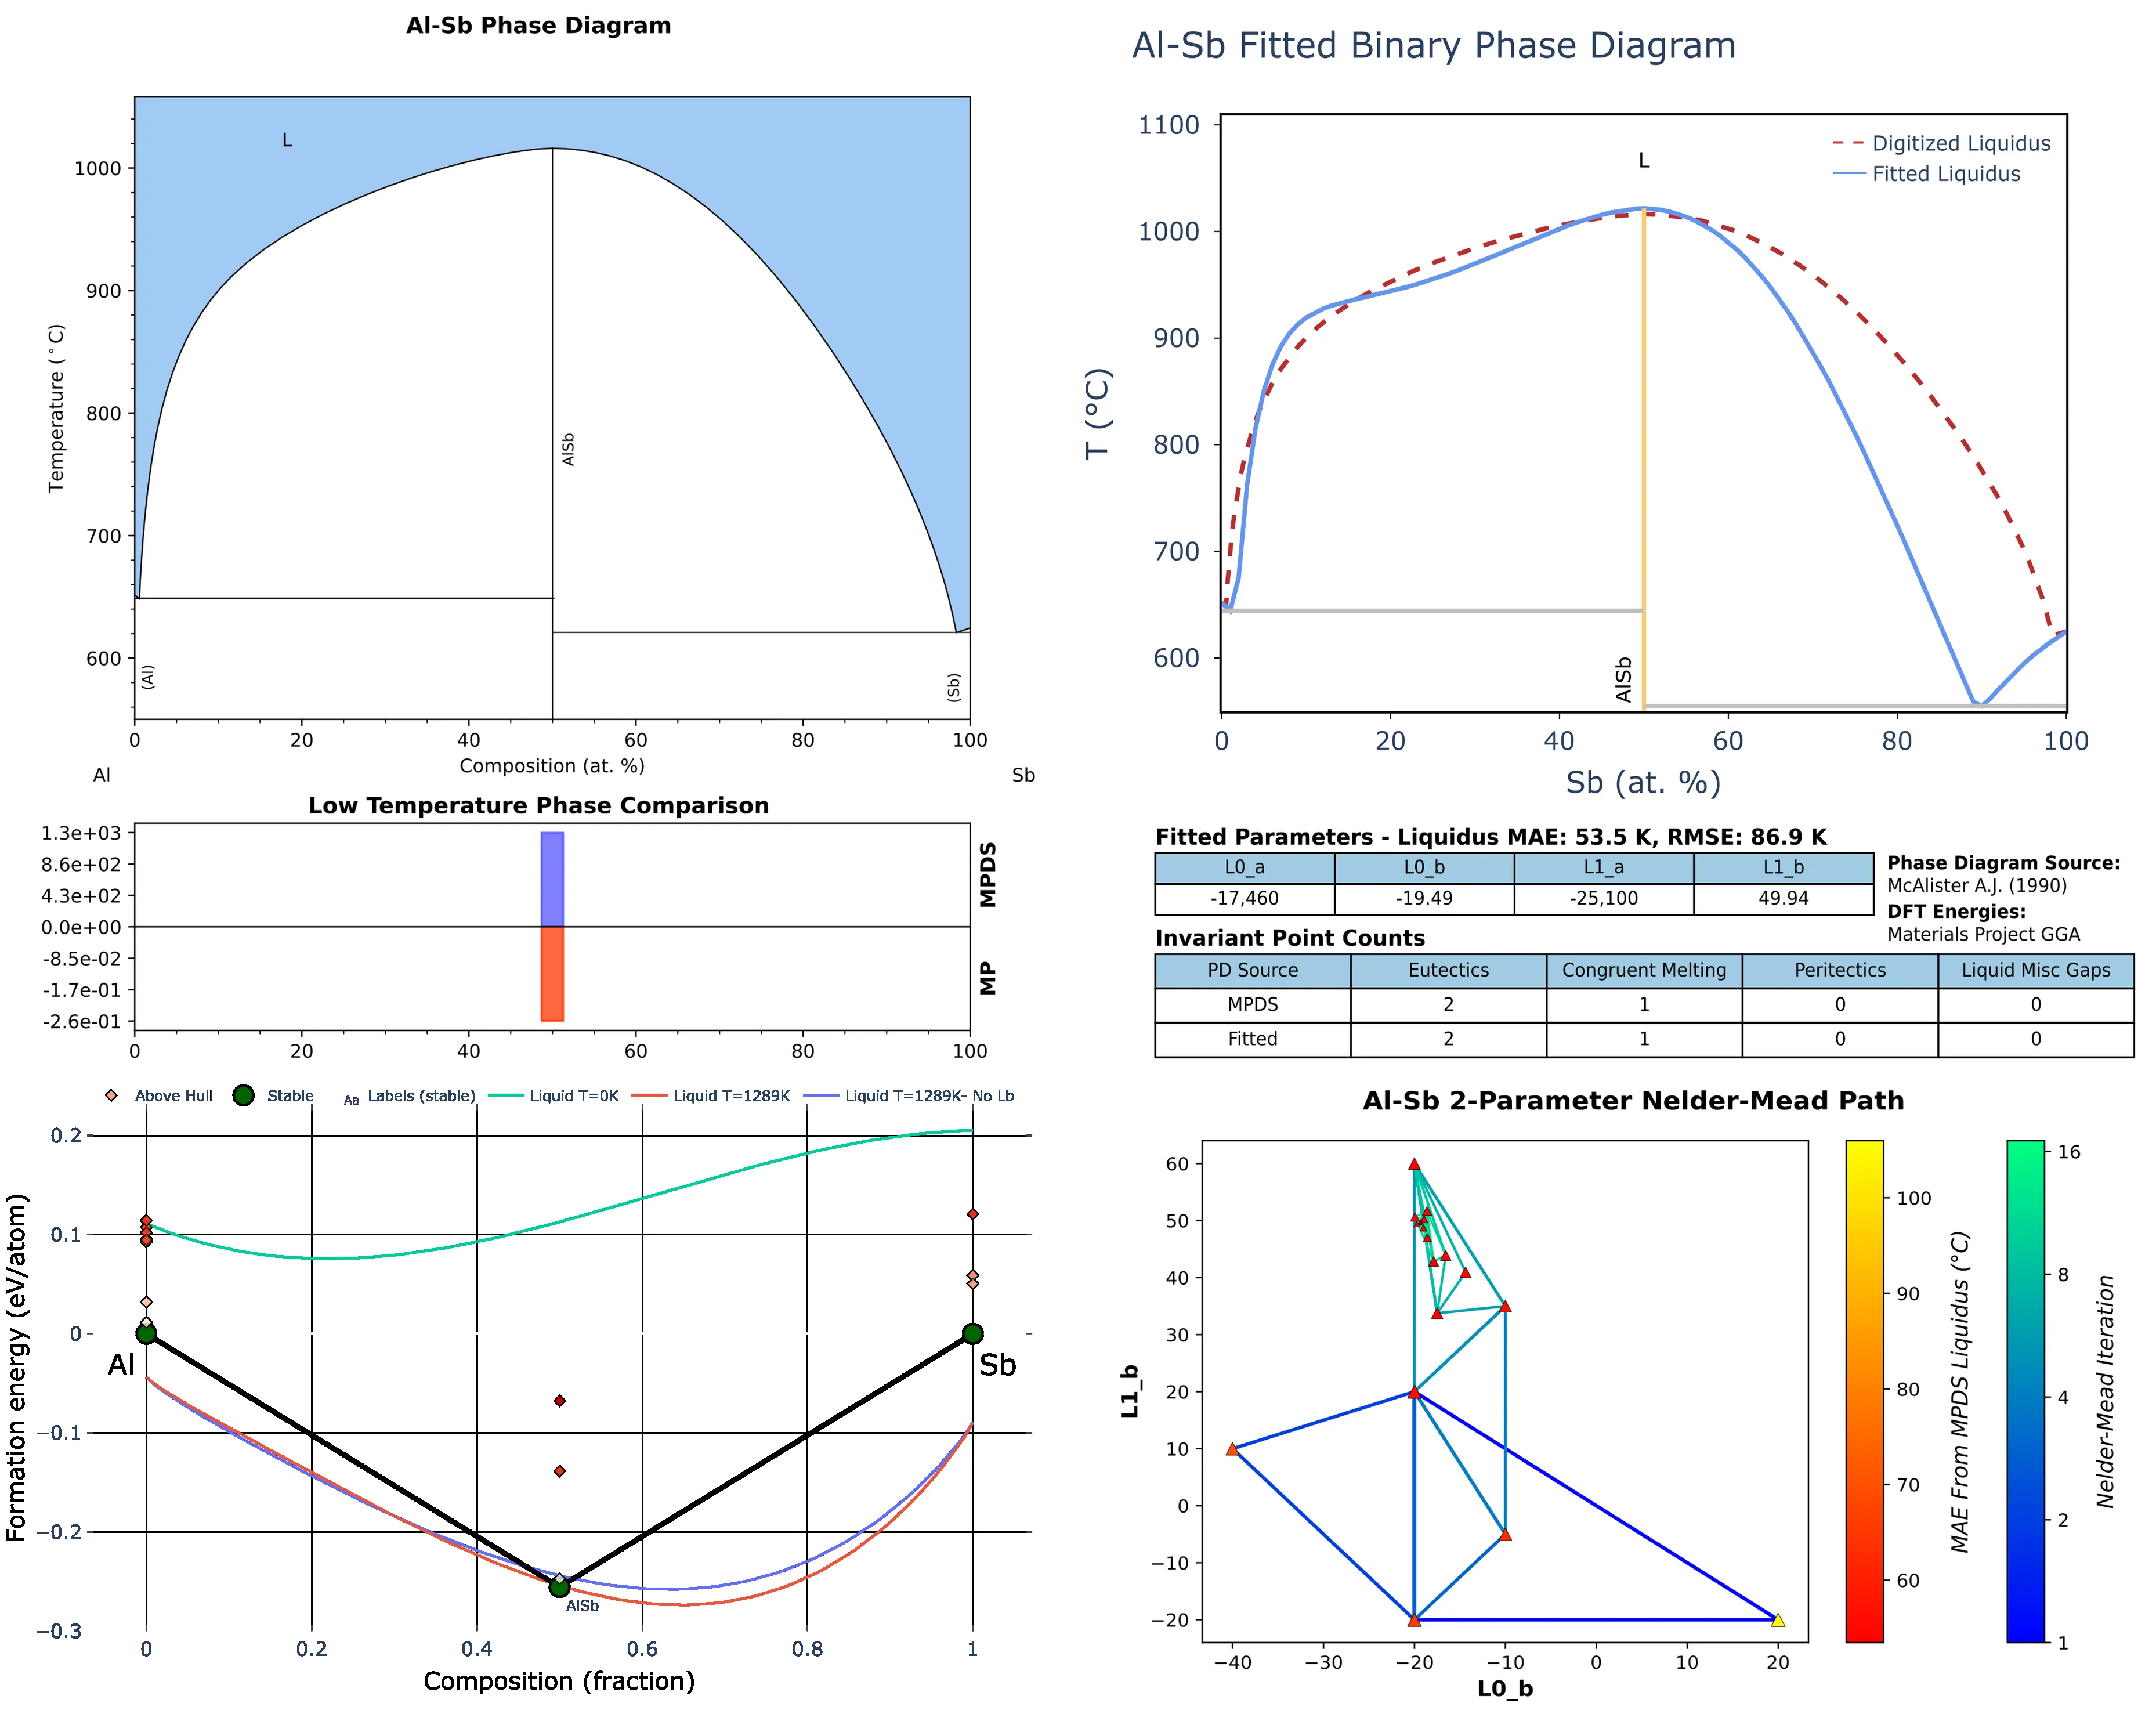 Al-Sb Phase Diagram
L
1000
900
800
700
600
Temperature (°C)
AlSb
(Al)
(Sb)
0 20 40 60 80 100
Composition (at. %)
Al
Sb
Al-Sb Fitted Binary Phase Diagram
1100
1000
900
800
700
600
T (°C)
L
Digitized Liquidus
Fitted Liquidus
AlSb
0 20 40 60 80 100
Sb (at. %)
Low Temperature Phase Comparison
1.3e+03
8.6e+02
4.3e+02
0.0e+00
-8.5e-02
-1.7e-01
-2.6e-01
MPDS
MP
0 20 40 60 80 100
Fitted Parameters - Liquidus MAE: 53.5 K, RMSE: 86.9 K
L0_a L0_b L1_a L1_b
-17,460 -19.49 -25,100 49.94
Phase Diagram Source:
McAlister A.J. (1990)
DFT Energies:
Materials Project GGA
Invariant Point Counts
PD Source Eutectics Congruent Melting Peritectics Liquid Misc Gaps
MPDS 2 1 0 0
Fitted 2 1 0 0
Above Hull Stable Aa Labels (stable) Liquid T=0K Liquid T=1289K Liquid T=1289K- No Lb
0.2
0.1
0
−0.1
−0.2
−0.3
Formation energy (eV/atom)
Al
Sb
AlSb
0 0.2 0.4 0.6 0.8 1
Composition (fraction)
Al-Sb 2-Parameter Nelder-Mead Path
60
50
40
30
20
10
0
−10
−20
L1_b
−40 −30 −20 −10 0 10 20
L0_b
100
90
80
70
60
MAE From MPDS Liquidus (°C)
16
8
4
2
1
Nelder-Mead Iteration